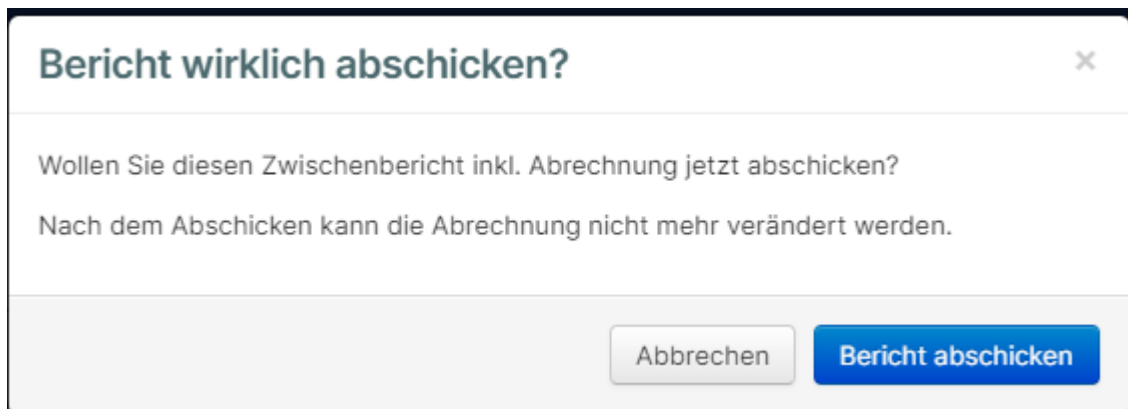 Bericht wirklich abschicken?
Wollen Sie diesen Zwischenbericht inkl. Abrechnung jetzt abschicken?
Nach dem Abschicken kann die Abrechnung nicht mehr verändert werden.
Abbrechen
Bericht abschicken